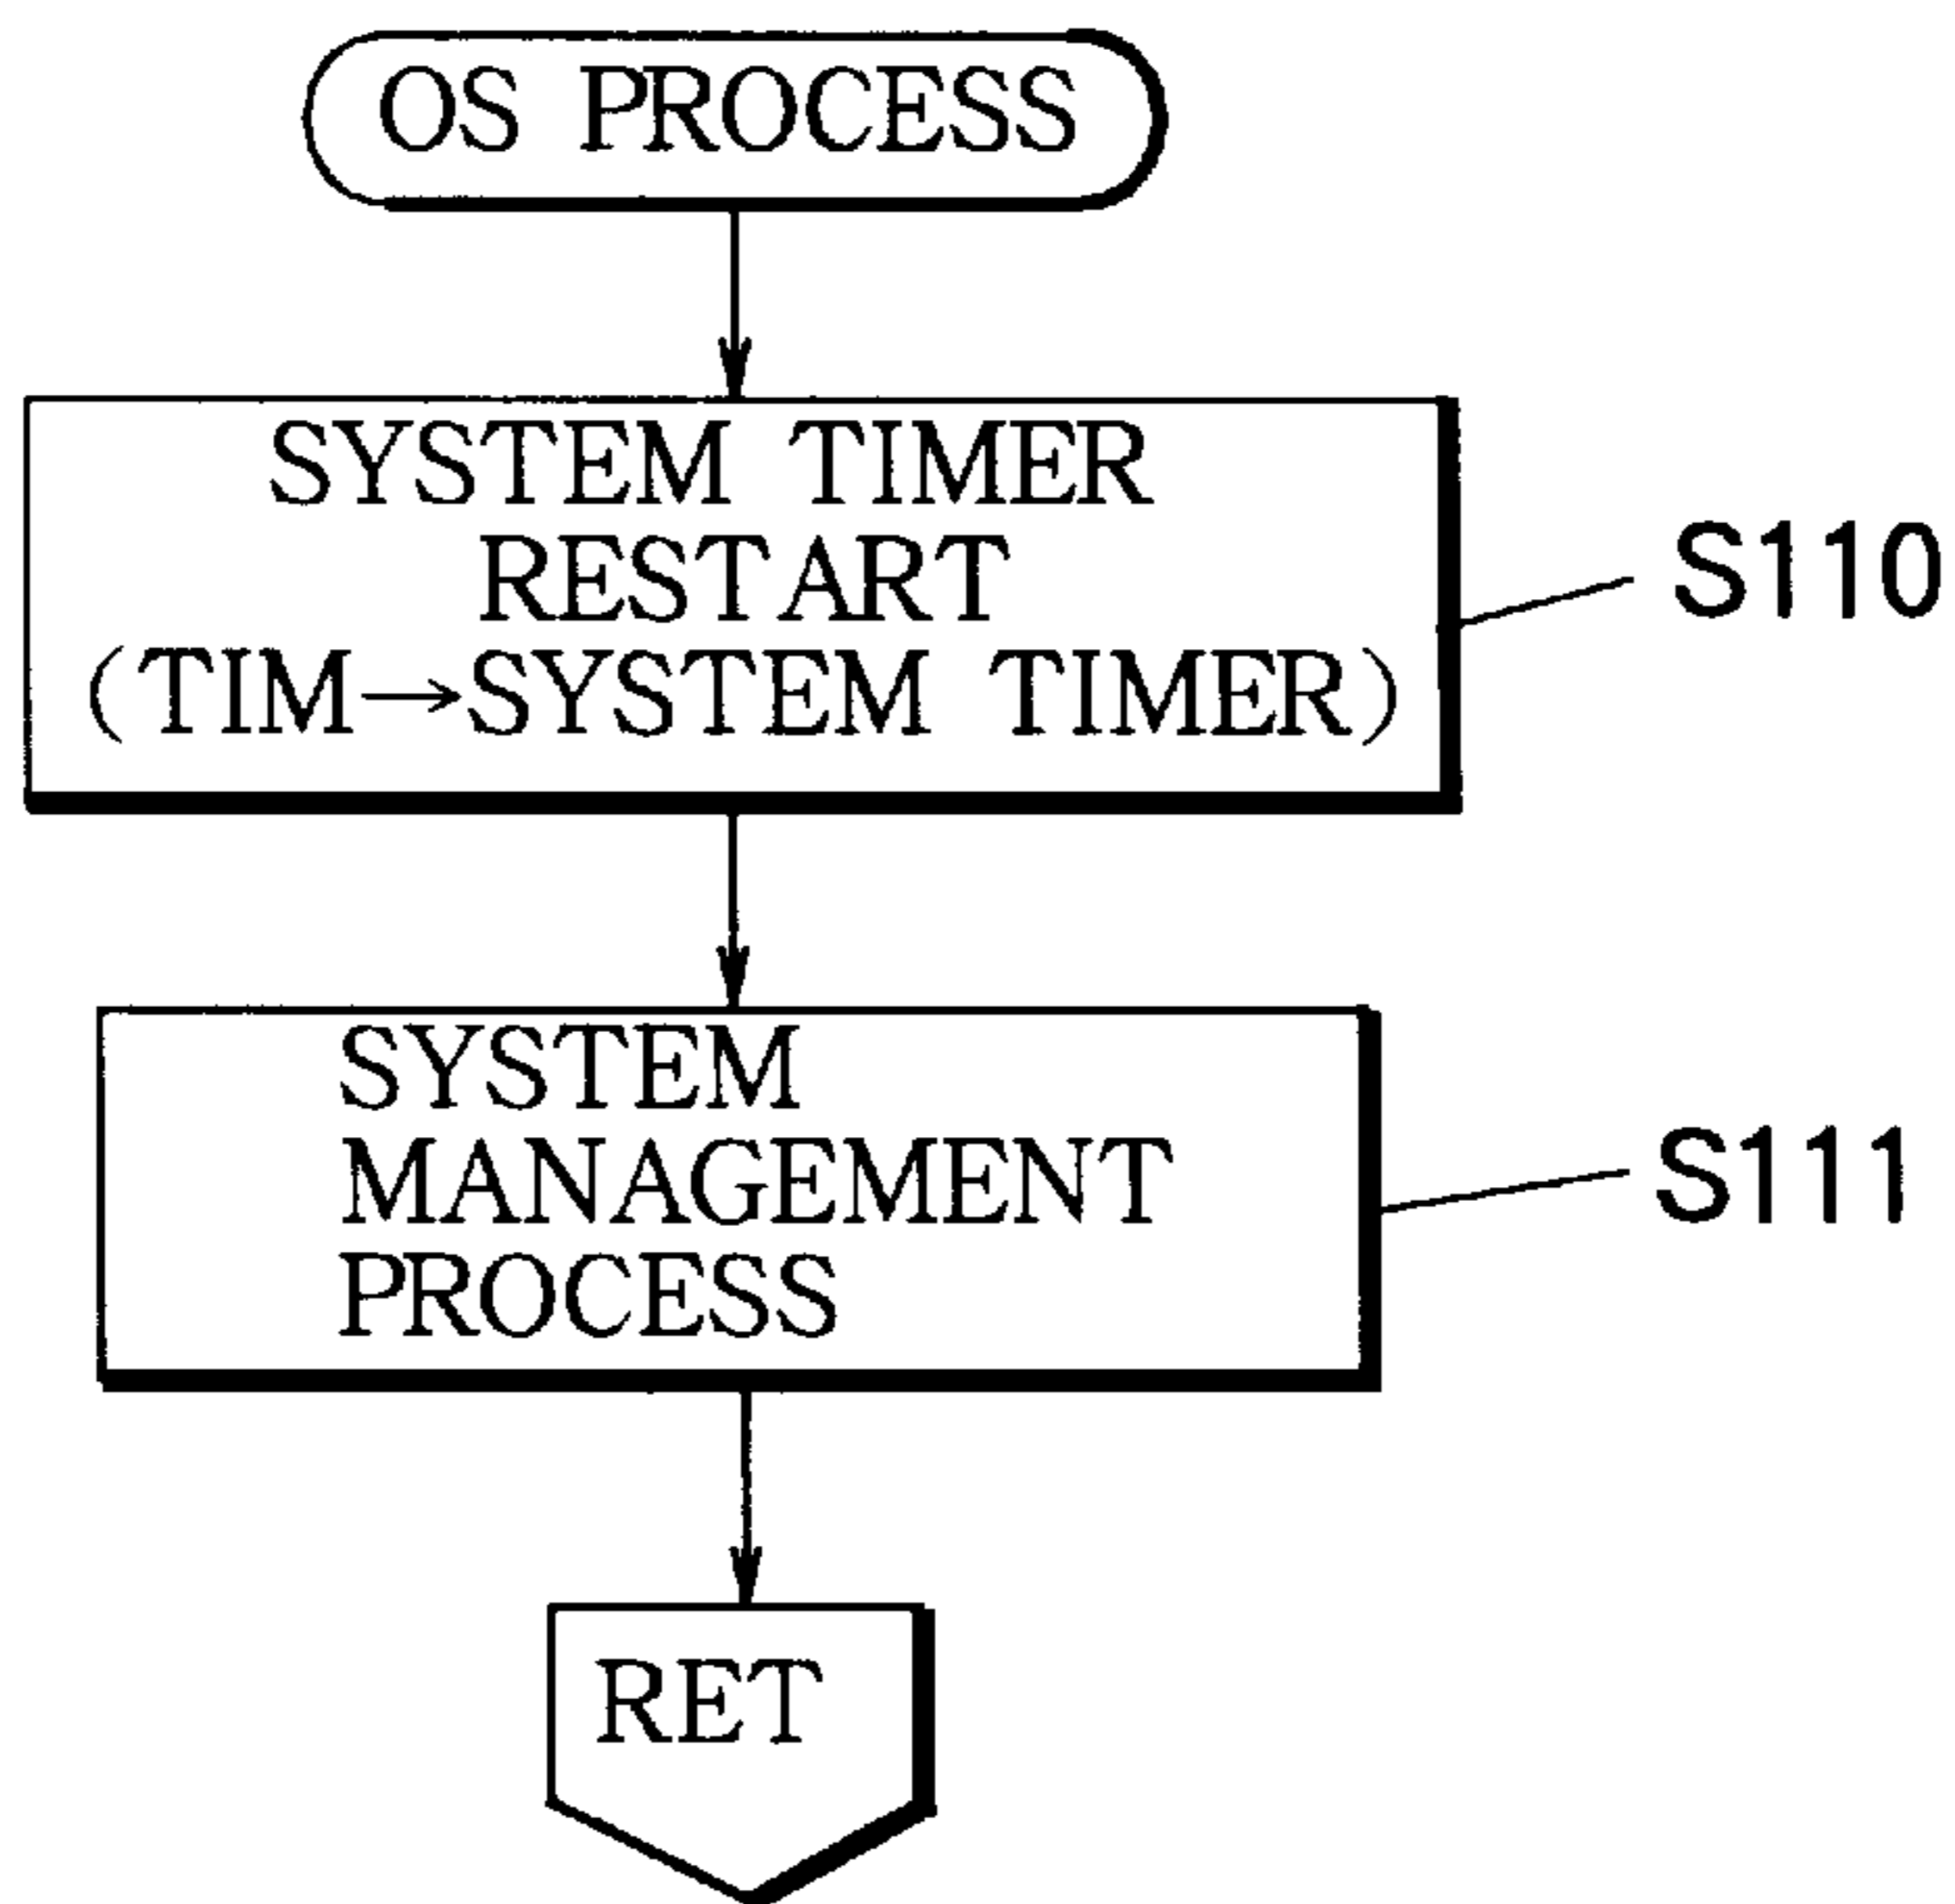 OS PROCESS
SYSTEM TIMER
RESTART
(TIM→SYSTEM TIMER)
S110
SYSTEM
MANAGEMENT
PROCESS
S111
RET